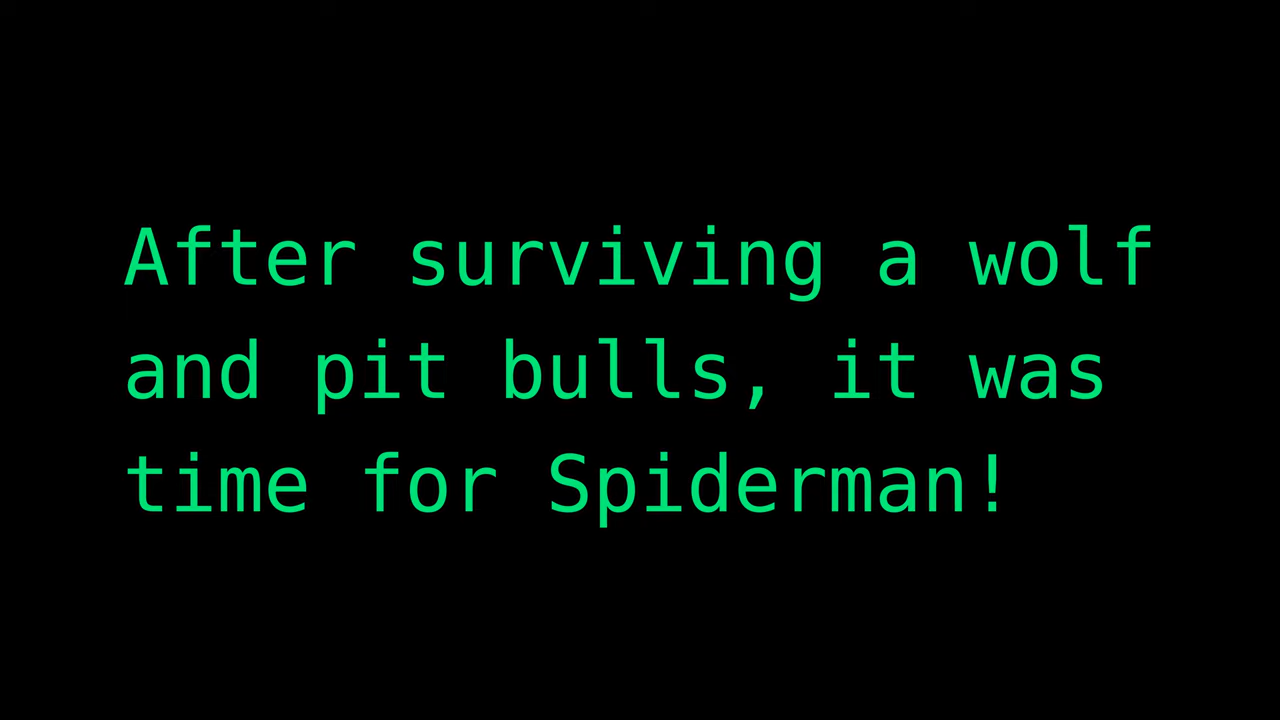 After surviving a wolf
and pit bulls, it was
time for Spiderman!